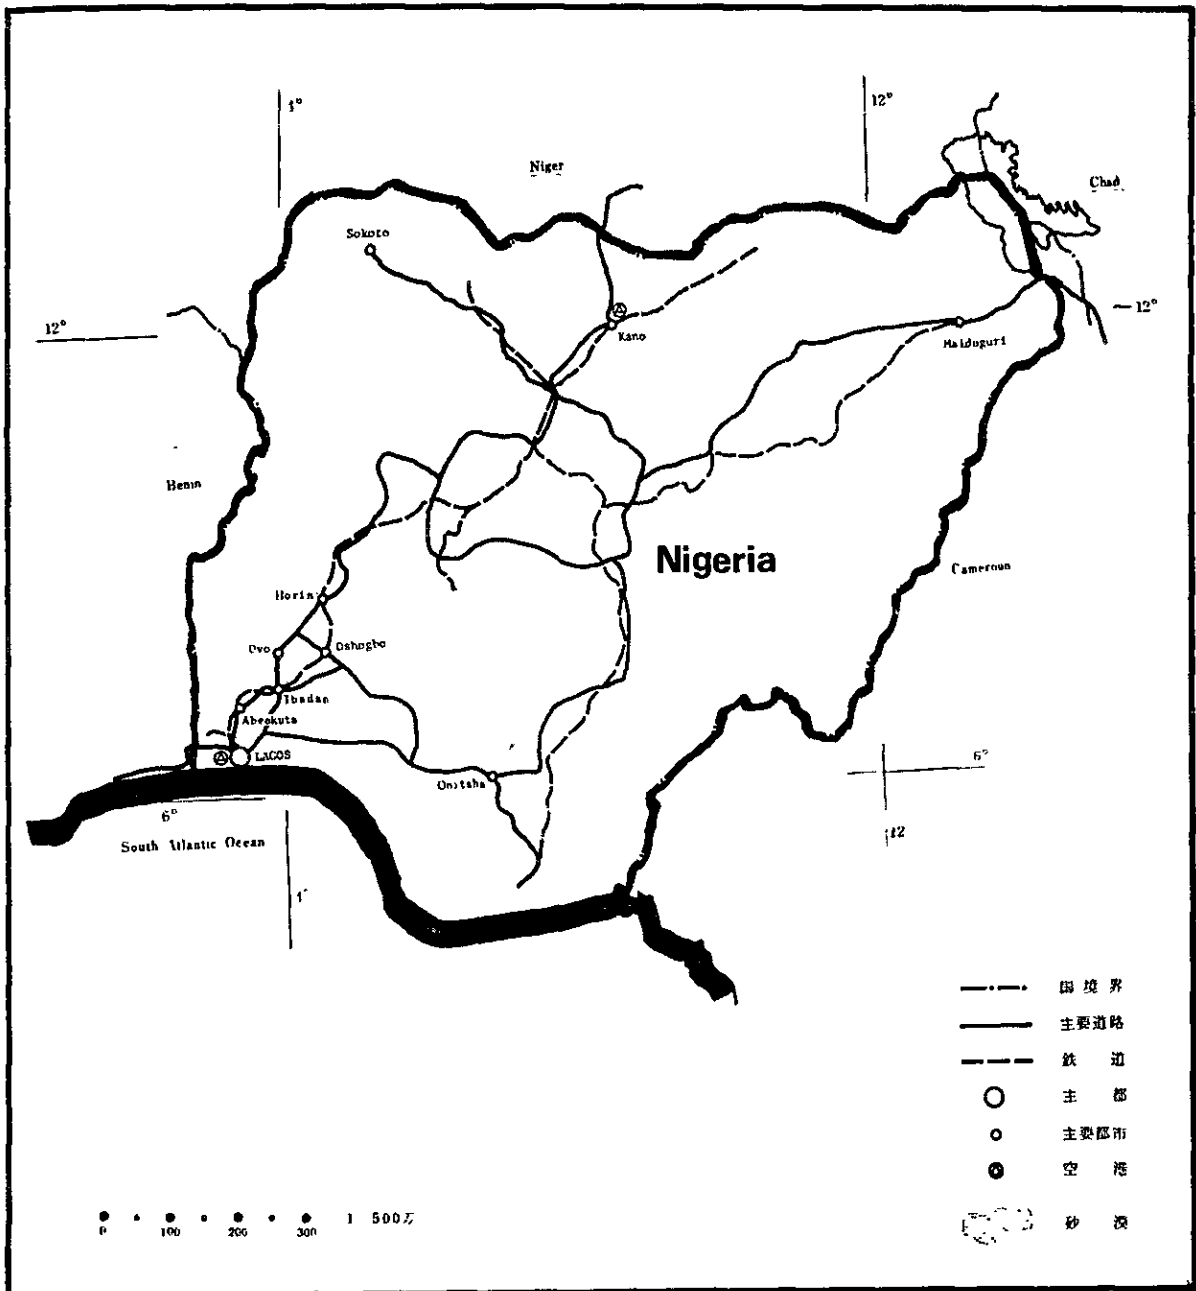 4°
12°
Niger
Chad
Sokoto
12°
12°
Kano
Maiduguri
Benin
Nigeria
Cameroun
Ilorin
Oyo
Oshogbo
Ibadan
Abeokuta
LAGOS
Onitsha
6°
6°
South Atlantic Ocean
12
国境界
主要道路
鉄道
主都
主要都市
空港
砂漠
1 500万
0 100 200 300